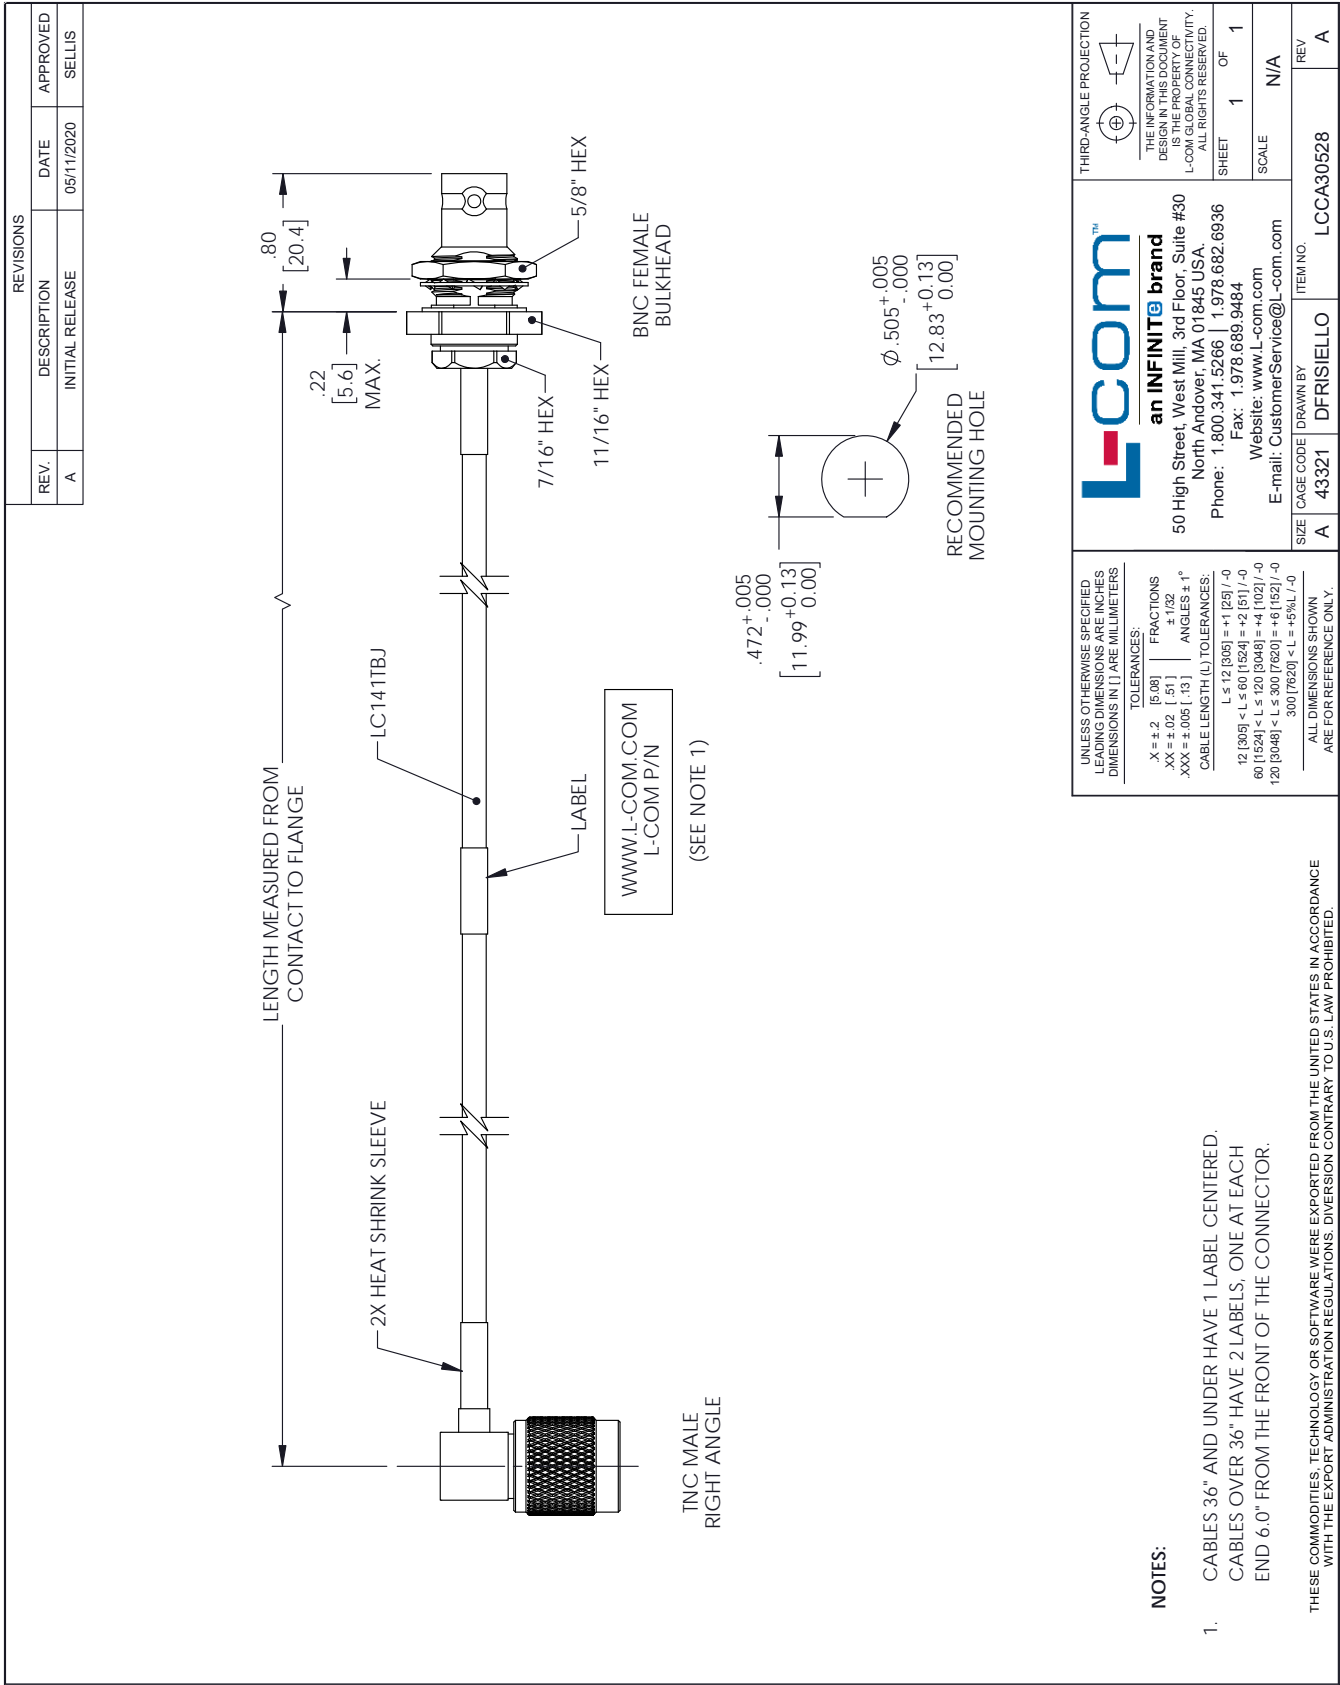 REVISIONS
REV. DESCRIPTION DATE APPROVED
A INITIAL RELEASE 05/11/2020 SELLIS
LENGTH MEASURED FROM
CONTACT TO FLANGE
.80
[20.4]
.22
[5.6]
MAX.
2X HEAT SHRINK SLEEVE
LC141TBJ
LABEL
WWW.L-COM.COM
L-COM P/N
(SEE NOTE 1)
7/16" HEX
11/16" HEX
5/8" HEX
BNC FEMALE
BULKHEAD
TNC MALE
RIGHT ANGLE
.472 +.005
-.000
[11.99 +0.13
0.00]
Ø.505 +.005
-.000
[12.83 +0.13
0.00]
RECOMMENDED
MOUNTING HOLE
NOTES:
1. CABLES 36" AND UNDER HAVE 1 LABEL CENTERED.
CABLES OVER 36" HAVE 2 LABELS, ONE AT EACH
END 6.0" FROM THE FRONT OF THE CONNECTOR.
THESE COMMODITIES, TECHNOLOGY OR SOFTWARE WERE EXPORTED FROM THE UNITED STATES IN ACCORDANCE
WITH THE EXPORT ADMINISTRATION REGULATIONS. DIVERSION CONTRARY TO U.S. LAW PROHIBITED.
UNLESS OTHERWISE SPECIFIED
LEADING DIMENSIONS ARE INCHES
DIMENSIONS IN [ ] ARE MILLIMETERS
TOLERANCES:
.X = ±.2 [5.08] FRACTIONS
.XX = ±.02 [.51] ± 1/32
.XXX = ±.005 [.13] ANGLES ± 1°
CABLE LENGTH (L) TOLERANCES:
L ≤ 12 [305] = +1 [25] / -0
12 [305] < L ≤ 60 [1524] = +2 [51] / -0
60 [1524] < L ≤ 120 [3048] = +4 [102] / -0
120 [3048] < L ≤ 300 [7620] = +6 [152] / -0
300 [7620] < L = +5%L / -0
ALL DIMENSIONS SHOWN
ARE FOR REFERENCE ONLY.
L-com™
an INFINITe brand
50 High Street, West Mill, 3rd Floor, Suite #30
North Andover, MA 01845 USA.
Phone: 1.800.341.5266 | 1.978.682.6936
Fax: 1.978.689.9484
Website: www.L-com.com
E-mail: CustomerService@L-com.com
THIRD-ANGLE PROJECTION
THE INFORMATION AND
DESIGN IN THIS DOCUMENT
IS THE PROPERTY OF
L-COM GLOBAL CONNECTIVITY.
ALL RIGHTS RESERVED.
SHEET 1 OF 1
SCALE N/A
SIZE A
CAGE CODE 43321
DRAWN BY DFRISIELLO
ITEM NO. LCCA30528
REV A